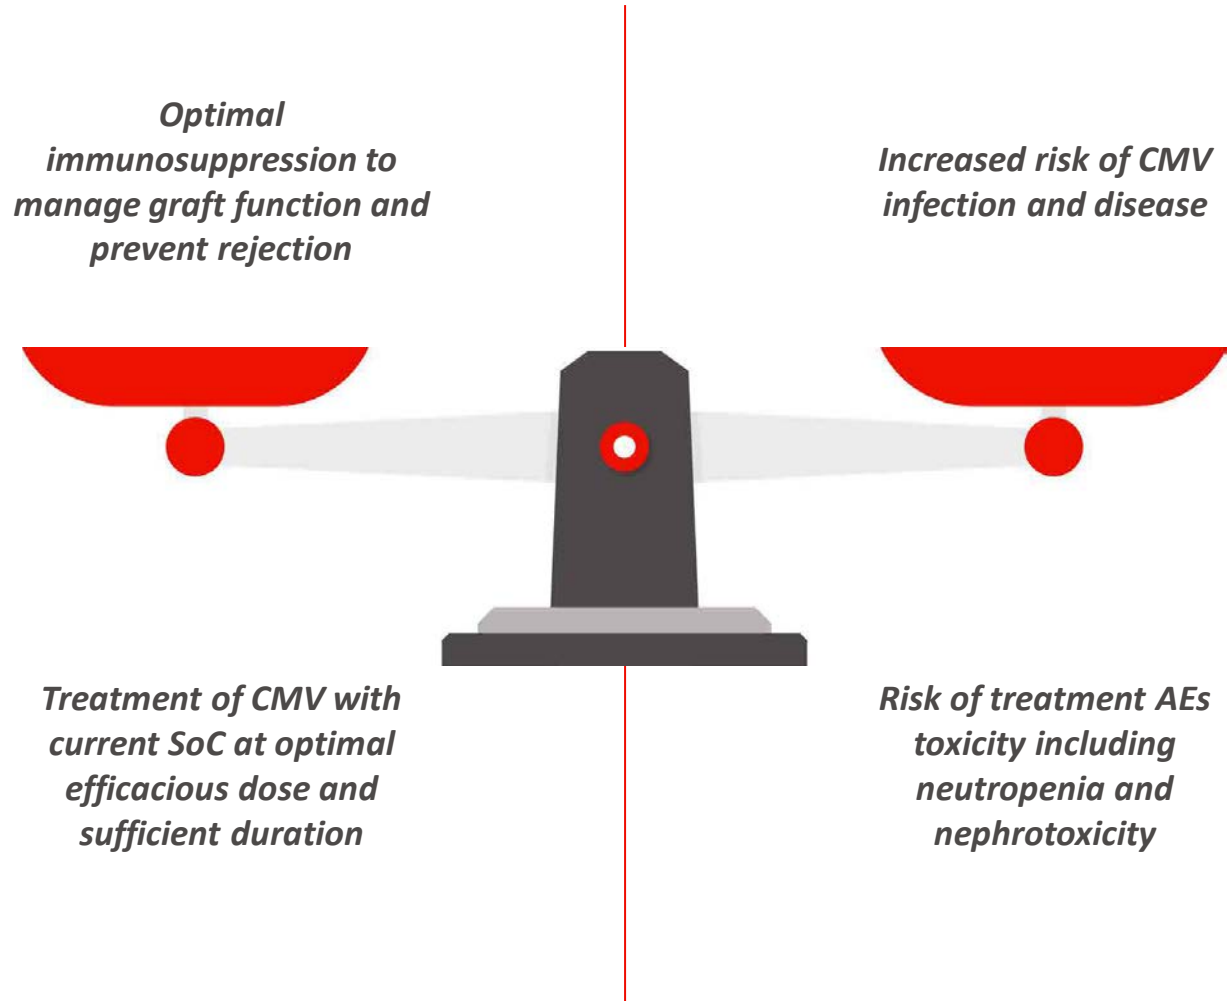 Optimal
immunosuppression to
manage graft function and
prevent rejection
Increased risk of CMV
infection and disease
Treatment of CMV with
current SoC at optimal
efficacious dose and
sufficient duration
Risk of treatment AEs
toxicity including
neutropenia and
nephrotoxicity